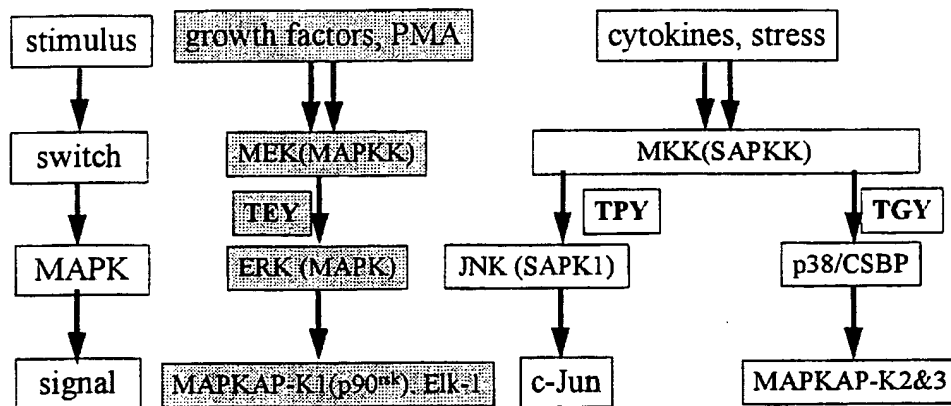 stimulus growth factors, PMA cytokines, stress
switch MEK(MAPKK) MKK(SAPKK)
TEY TPY TGY
MAPK ERK (MAPK) JNK (SAPK1) p38/CSBP
signal MAPKAP-K1(p90rsk), Elk-1 c-Jun MAPKAP-K2&3